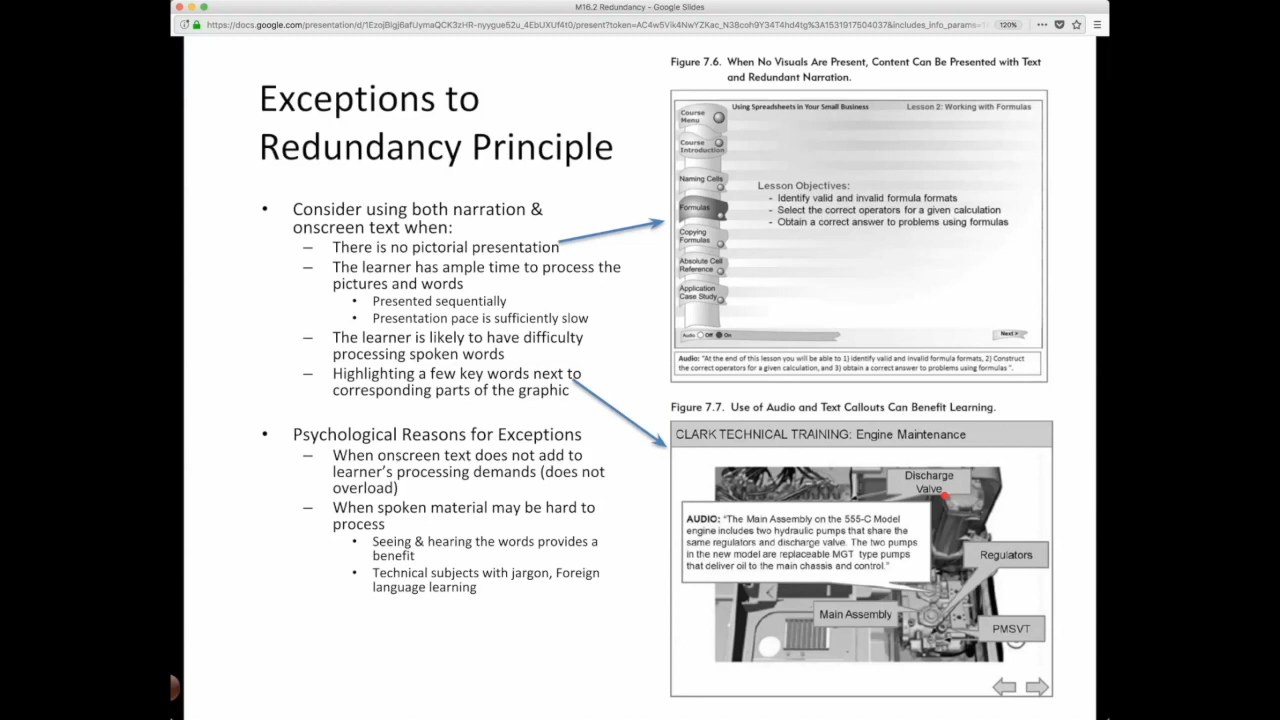 M16.2 Redundancy - Google Slides
120%
Exceptions to
Redundancy Principle
• Consider using both narration &
onscreen text when:
– There is no pictorial presentation
– The learner has ample time to process the
pictures and words
• Presented sequentially
• Presentation pace is sufficiently slow
– The learner is likely to have difficulty
processing spoken words
– Highlighting a few key words next to
corresponding parts of the graphic
• Psychological Reasons for Exceptions
– When onscreen text does not add to
learner's processing demands (does not
overload)
– When spoken material may be hard to
process
• Seeing & hearing the words provides a
benefit
• Technical subjects with jargon, Foreign
language learning
Figure 7.6. When No Visuals Are Present, Content Can Be Presented with Text
and Redundant Narration.
Using Spreadsheets in Your Small Business Lesson 2: Working with Formulas
Course
Menu
Course
Introduction
Naming Cells
Formulas
Copying
Formulas
Absolute Cell
Reference
Application
Case Study
Lesson Objectives:
- Identify valid and invalid formula formats
- Select the correct operators for a given calculation
- Obtain a correct answer to problems using formulas
Audio Off On
Next >
Audio: "At the end of this lesson you will be able to 1) identify valid and invalid formula formats, 2) Construct
the correct operators for a given calculation, and 3) obtain a correct answer to problems using formulas".
Figure 7.7. Use of Audio and Text Callouts Can Benefit Learning.
CLARK TECHNICAL TRAINING: Engine Maintenance
Discharge
Valve
AUDIO: "The Main Assembly on the 555-C Model
engine includes two hydraulic pumps that share the
same regulators and discharge valve. The two pumps
in the new model are replaceable MGT type pumps
that deliver oil to the main chassis and control."
Regulators
Main Assembly
PMSVT